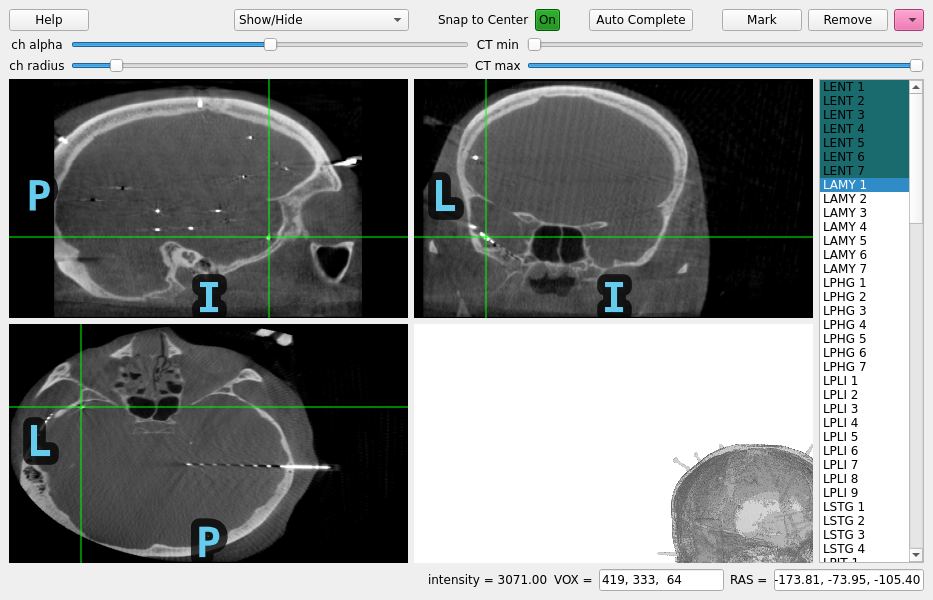 Help
Show/Hide
Snap to Center
On
Auto Complete
Mark
Remove
ch alpha
CT min
ch radius
CT max
P
I
L
I
L
P
LENT 1
LENT 2
LENT 3
LENT 4
LENT 5
LENT 6
LENT 7
LAMY 1
LAMY 2
LAMY 3
LAMY 4
LAMY 5
LAMY 6
LAMY 7
LPHG 1
LPHG 2
LPHG 3
LPHG 4
LPHG 5
LPHG 6
LPHG 7
LPLI 1
LPLI 2
LPLI 3
LPLI 4
LPLI 5
LPLI 6
LPLI 7
LPLI 8
LPLI 9
LSTG 1
LSTG 2
LSTG 3
LSTG 4
intensity = 3071.00 VOX = 419, 333, 64 RAS = -173.81, -73.95, -105.40